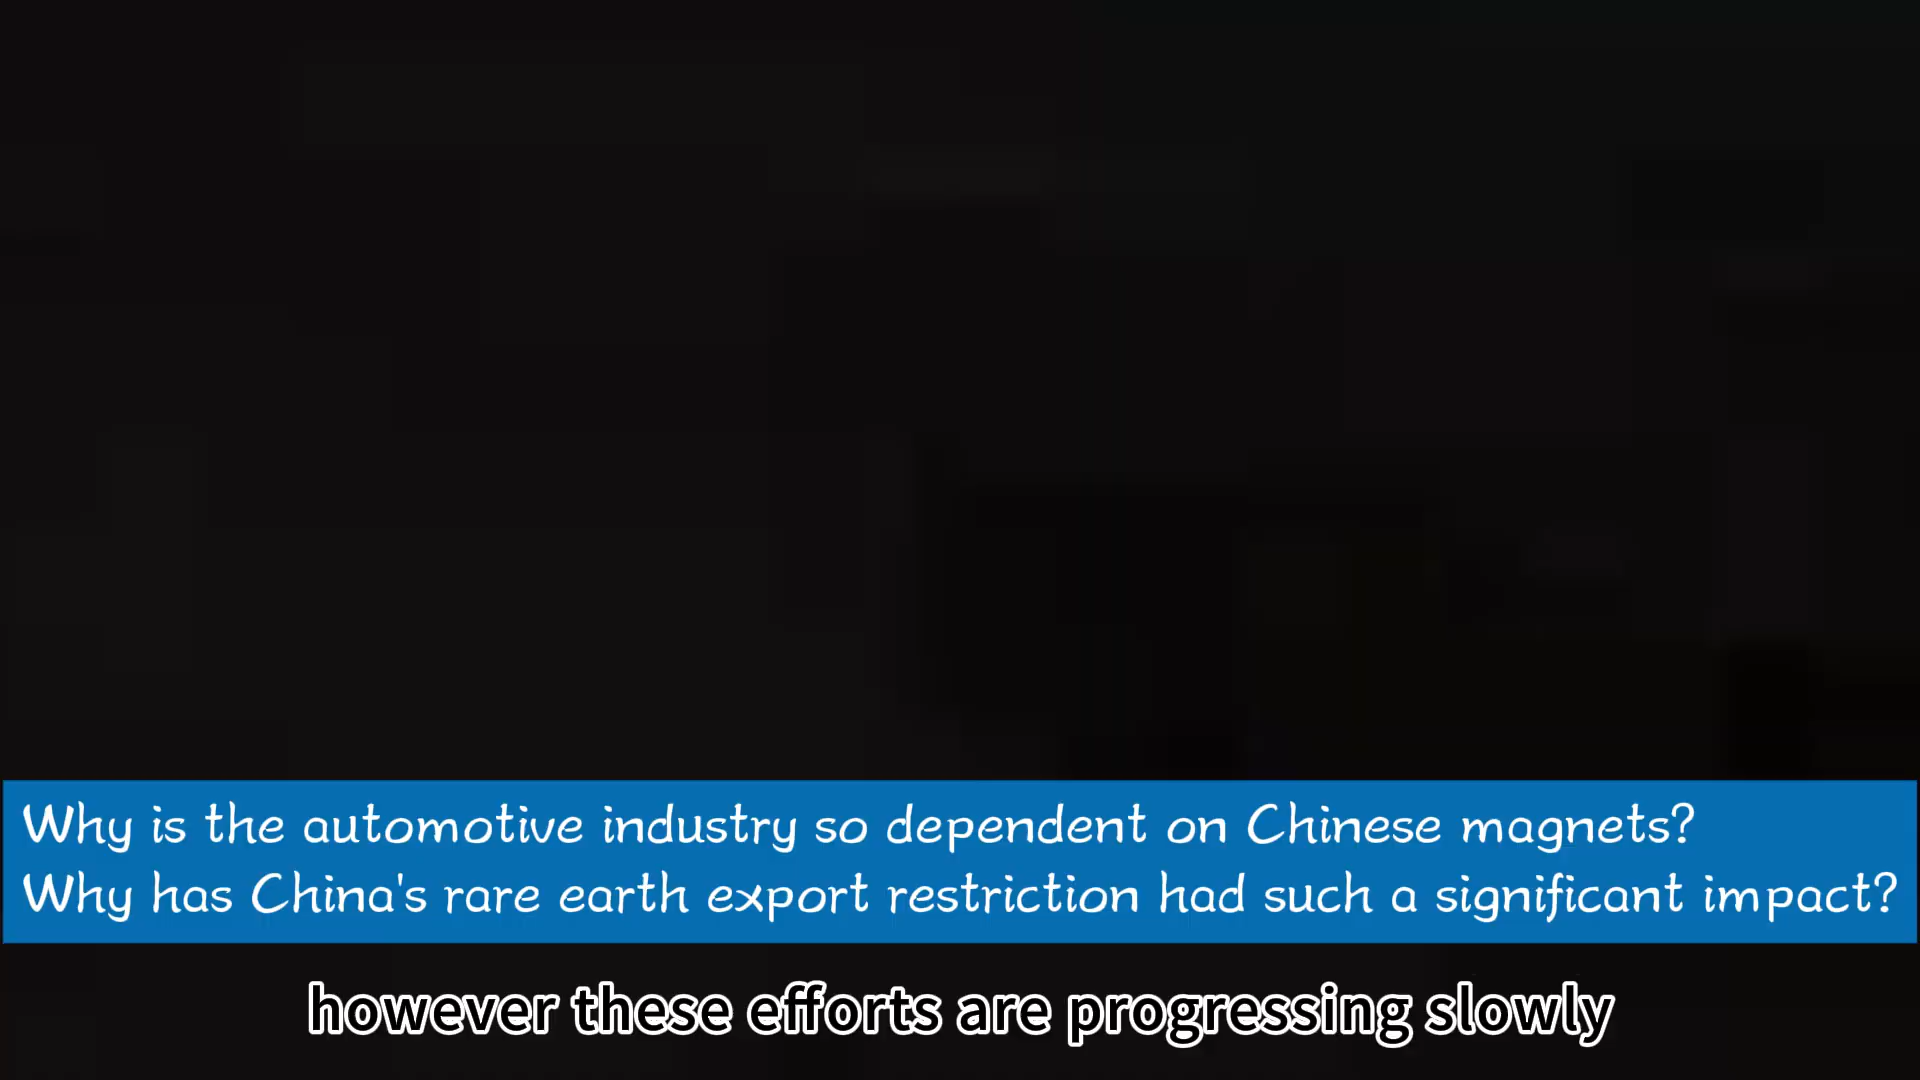 Why is the automotive industry so dependent on Chinese magnets?
Why has China's rare earth export restriction had such a significant impact?
however these efforts are progressing slowly